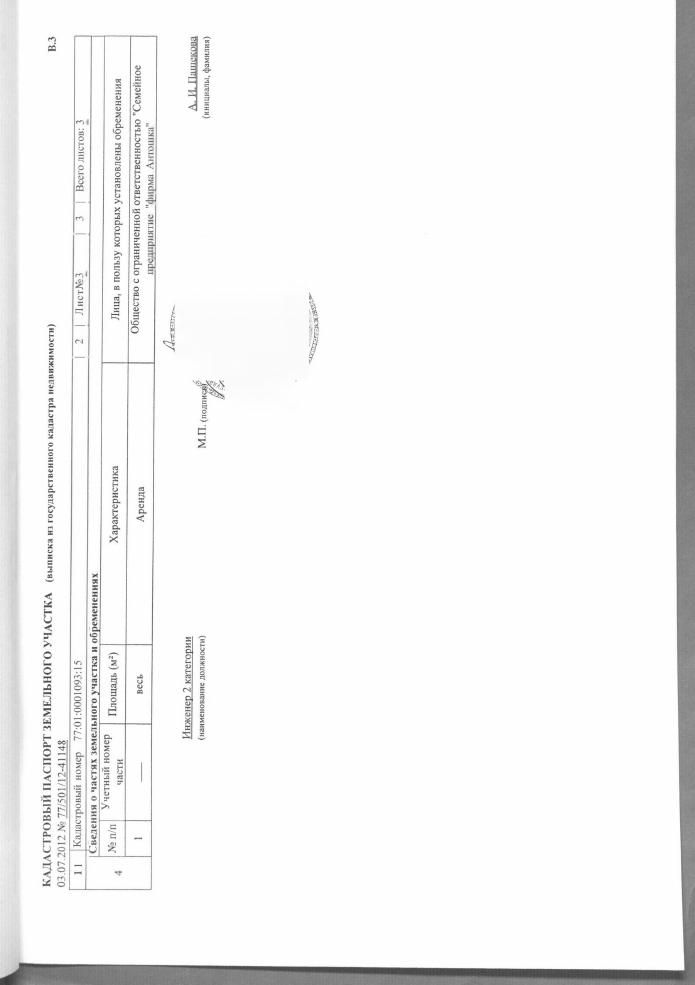 КАДАСТРОВЫЙ ПАСПОРТ ЗЕМЕЛЬНОГО УЧАСТКА (выписка из государственного кадастра недвижимости) В.3
03.07.2012 № 77/501/12-41148
1 Кадастровый номер 77:01:0001093:15 2 Лист№3 3 Всего листов: 3
4
Сведения о частях земельного участка и обременениях
№ п/п Учетный номер части Площадь (м²) Характеристика Лица, в пользу которых установлены обременения
1 — весь Аренда Общество с ограниченной ответственностью "Семейное
предприятие "фирма Антошка"
Инженер 2 категории А. И. Пашекова
(наименование должности) М.П. (подпись) (инициалы, фамилия)